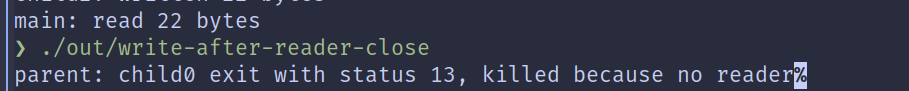 main: read 22 bytes
❯ ./out/write-after-reader-close
parent: child0 exit with status 13, killed because no reader%